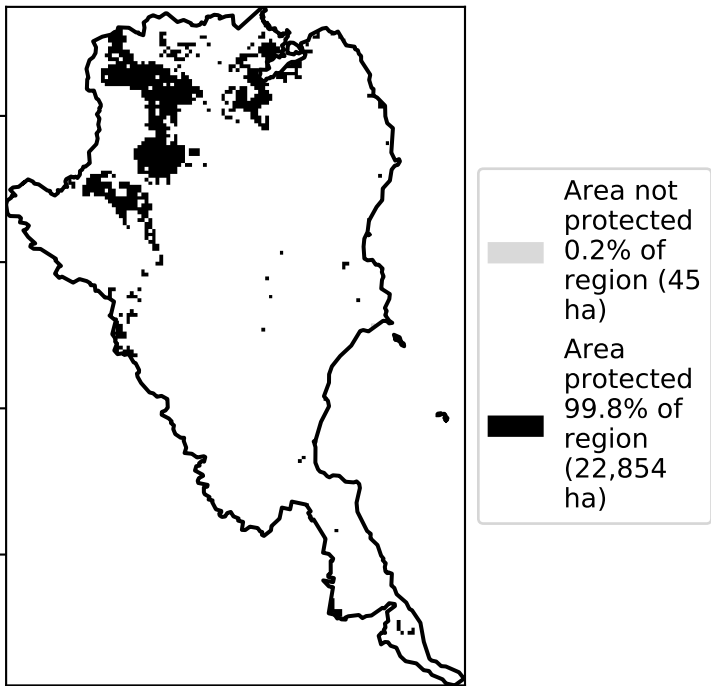 Area not
protected
0.2% of
region (45
ha)
Area
protected
99.8% of
region
(22,854
ha)